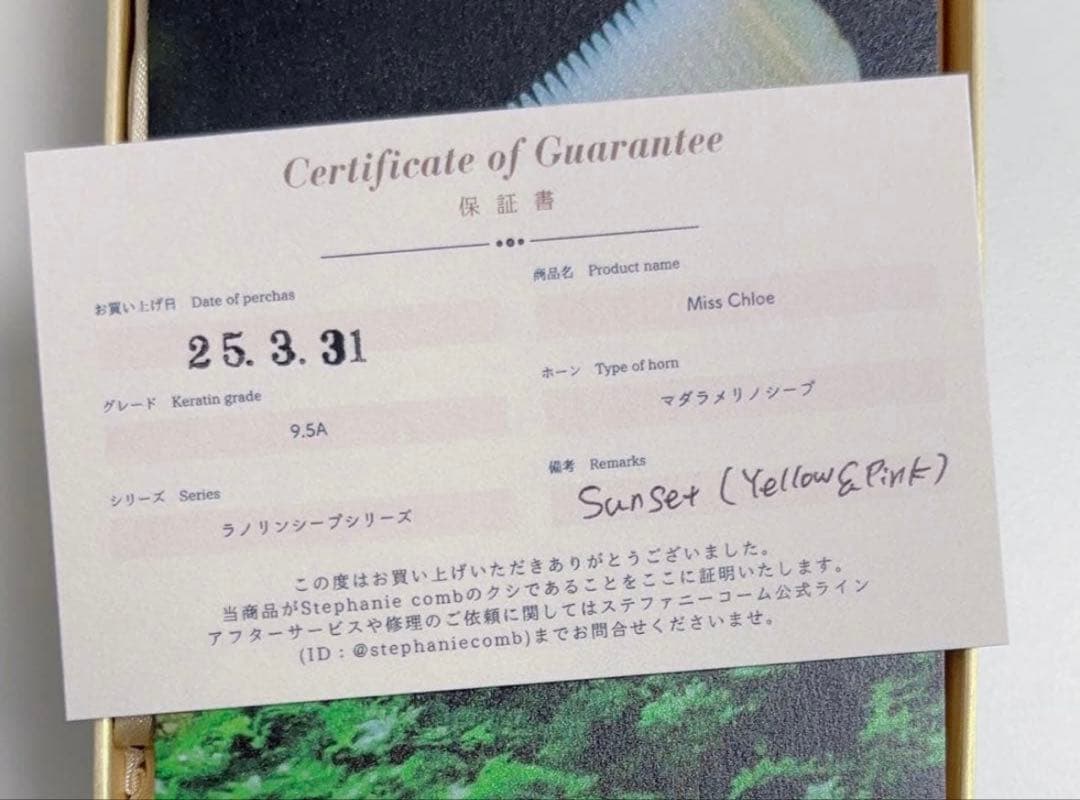 Certificate of Guarantee
保証書
お買い上げ日 Date of perchas
25.3.31
グレード Keratin grade
9.5A
シリーズ Series
ラノリンシープシリーズ
商品名 Product name
Miss Chloe
ホーン Type of horn
マダラメリノシープ
備考 Remarks
Sunset (Yellow & Pink)
この度はお買い上げいただきありがとうございました。
当商品がStephanie combのクシであることをここに証明いたします。
アフターサービスや修理のご依頼に関してはステファニーコーム公式ライン
(ID：@stephaniecomb)までお問合せくださいませ。